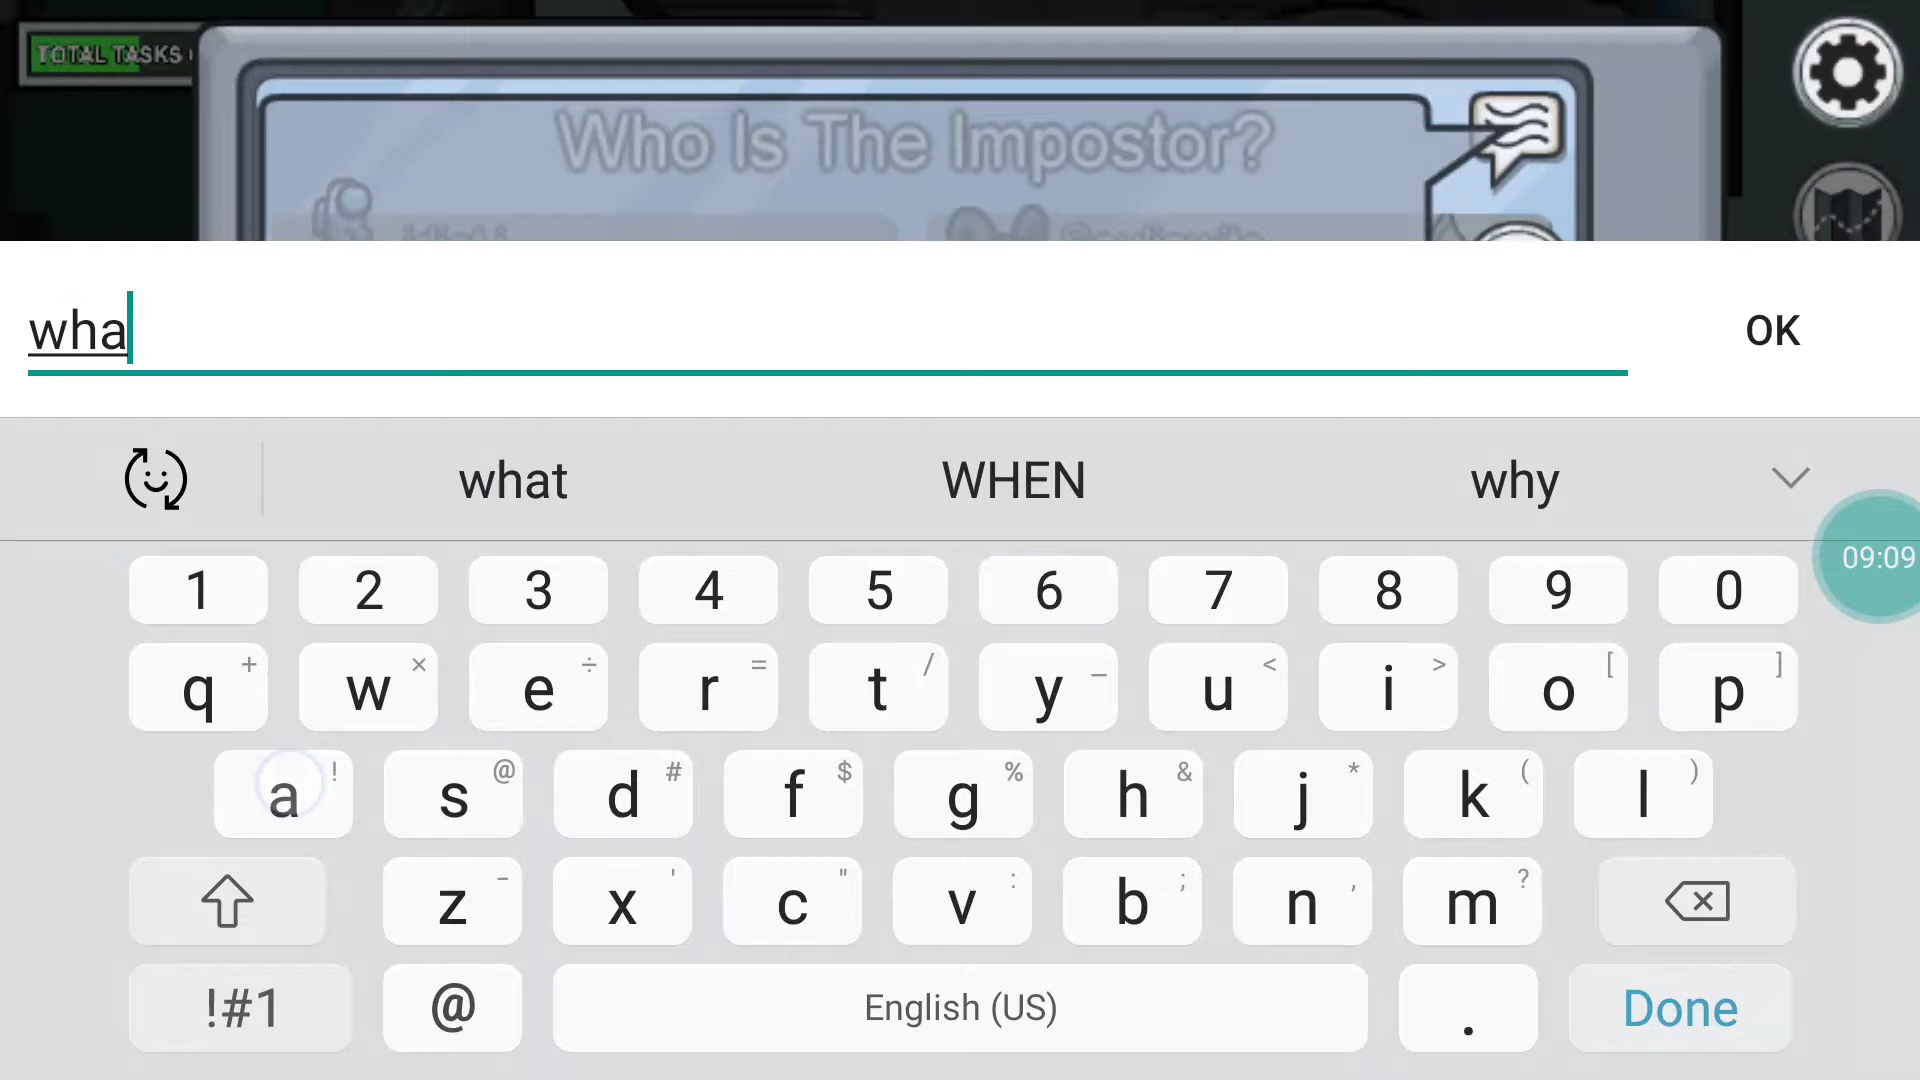 TOTAL TASKS
Who Is The Impostor?
wha
OK
what WHEN why
09:09
1 2 3 4 5 6 7 8 9 0
q + w × e ÷ r = t / y _ u < i > o [ p ]
a ! s @ d # f $ g % h & j * k ( l )
z - x ' c " v : b ; n , m ?
!#1 @ English (US) . Done